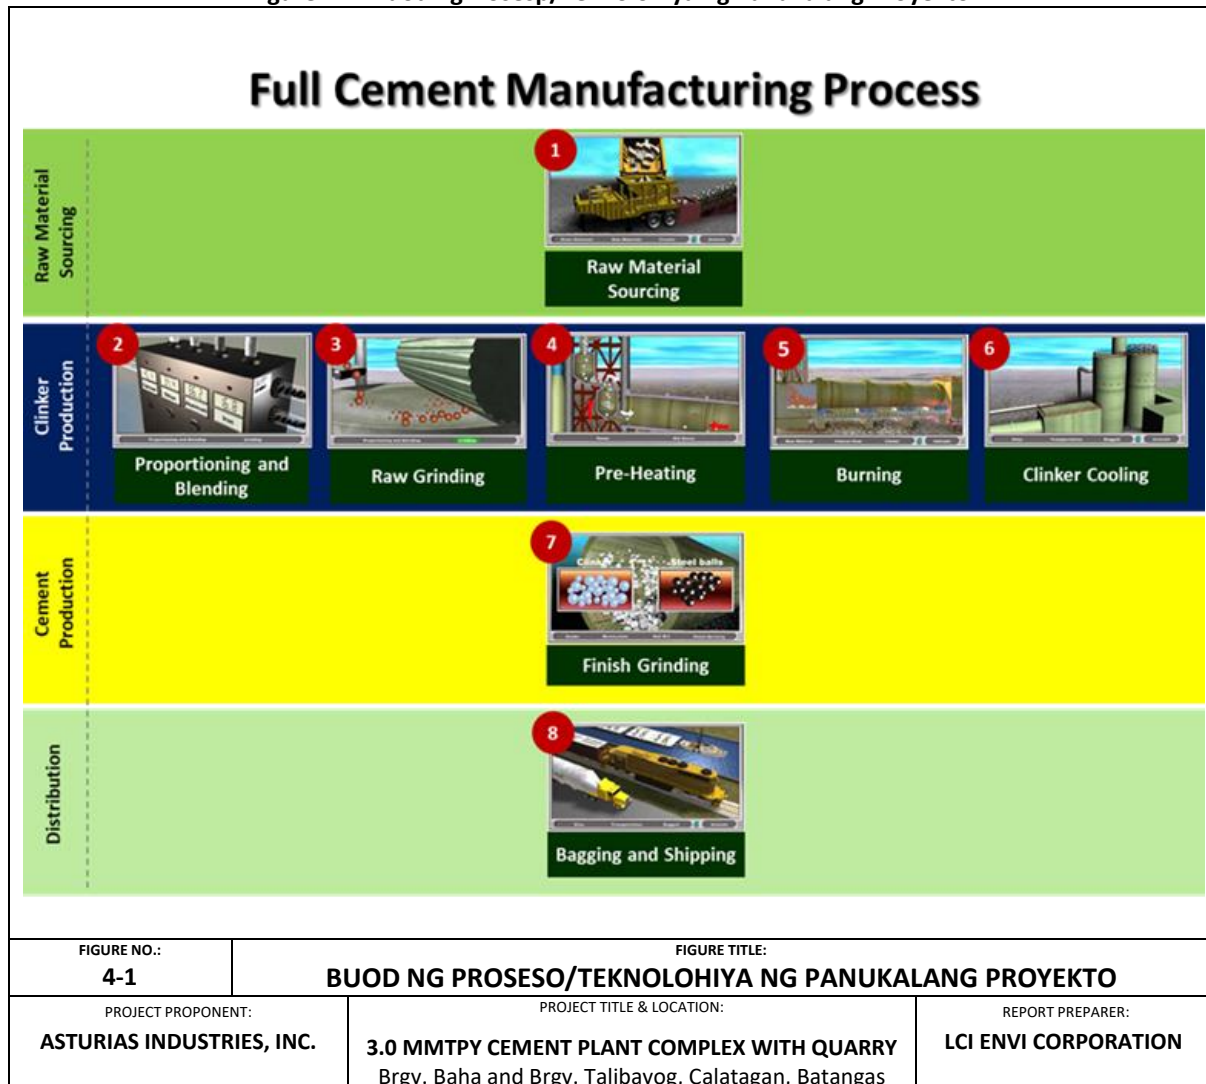 Full Cement Manufacturing Process
Raw Material
Sourcing
1
Raw Material
Sourcing
Clinker
Production
2
Proportioning and
Blending
3
Raw Grinding
4
Pre-Heating
5
Burning
6
Clinker Cooling
Cement
Production
7
Steel balls
Finish Grinding
Distribution
8
Bagging and Shipping
FIGURE NO.:
4-1
FIGURE TITLE:
BUOD NG PROSESO/TEKNOLOHIYA NG PANUKALANG PROYEKTO
PROJECT PROPONENT:
ASTURIAS INDUSTRIES, INC.
PROJECT TITLE & LOCATION:
3.0 MMTPY CEMENT PLANT COMPLEX WITH QUARRY
Brgy. Baha and Brgy. Talibayog, Calatagan, Batangas
REPORT PREPARER:
LCI ENVI CORPORATION